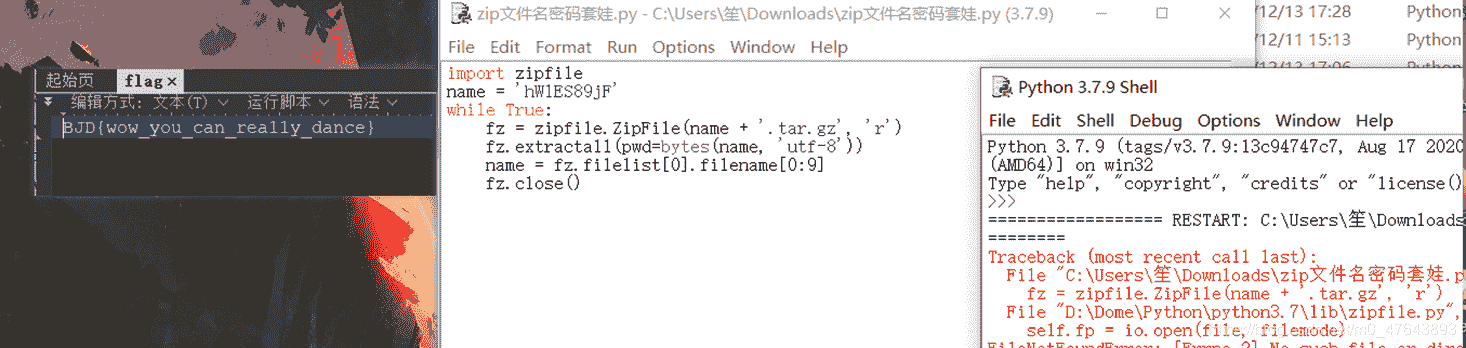 起始页 flag ×
编辑方式: 文本(T) 运行脚本 语法
BJD{wow_you_can_really_dance}
zip文件名密码套娃.py - C:\Users\笙\Downloads\zip文件名密码套娃.py (3.7.9)
File Edit Format Run Options Window Help
import zipfile
name = 'hWlES89jF'
while True:
    fz = zipfile.ZipFile(name + '.tar.gz', 'r')
    fz.extractall(pwd=bytes(name, 'utf-8'))
    name = fz.filelist[0].filename[0:9]
    fz.close()
/12/13 17:28 Python
/12/11 15:13 Python
Python 3.7.9 Shell
File Edit Shell Debug Options Window Help
Python 3.7.9 (tags/v3.7.9:13c94747c7, Aug 17 2020
(AMD64)] on win32
Type "help", "copyright", "credits" or "license()
>>>
================== RESTART: C:\Users\笙\Downloads
========
Traceback (most recent call last):
  File "C:\Users\笙\Downloads\zip文件名密码套娃.p
    fz = zipfile.ZipFile(name + '.tar.gz', 'r')
  File "D:\Dome\Python\python3.7\lib\zipfile.py",
    self.fp = io.open(file, filemode)